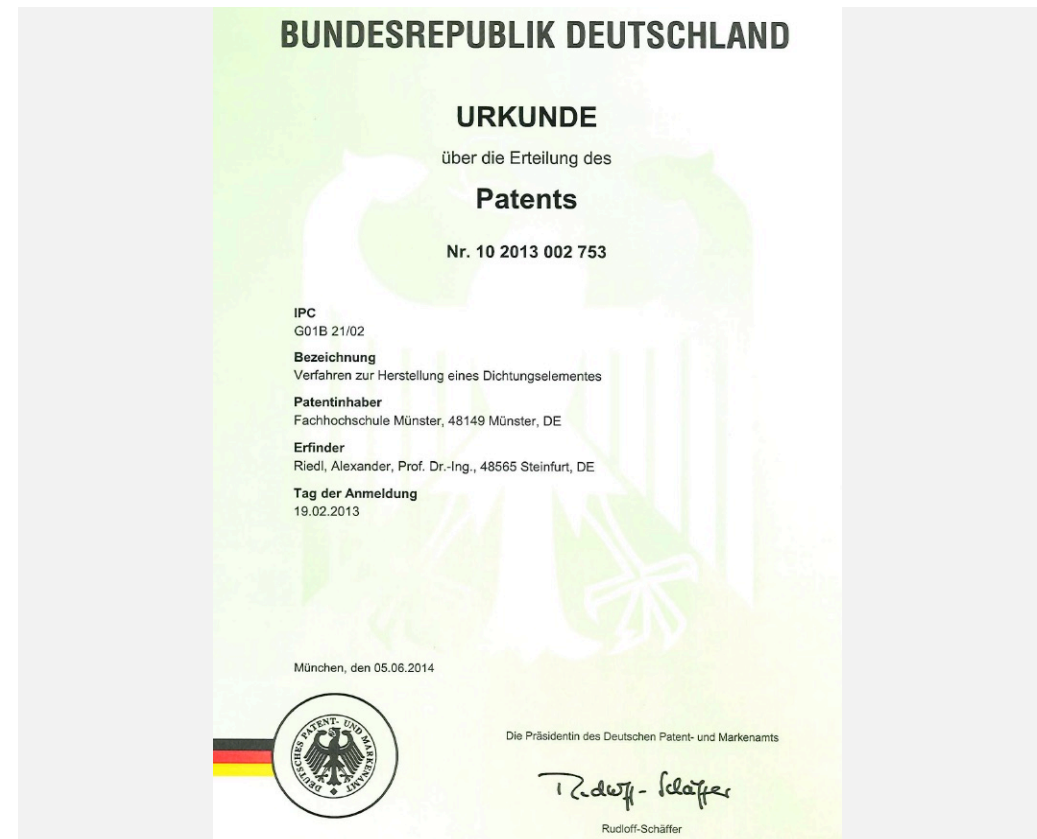 BUNDESREPUBLIK DEUTSCHLAND
URKUNDE
über die Erteilung des
Patents
Nr. 10 2013 002 753
IPC
G01B 21/02
Bezeichnung
Verfahren zur Herstellung eines Dichtungselementes
Patentinhaber
Fachhochschule Münster, 48149 Münster, DE
Erfinder
Riedl, Alexander, Prof. Dr.-Ing., 48565 Steinfurt, DE
Tag der Anmeldung
19.02.2013
München, den 05.06.2014
DEUTSCHES PATENT- UND MARKENAMT
Die Präsidentin des Deutschen Patent- und Markenamts
Rudloff-Schäffer
Rudloff-Schäffer